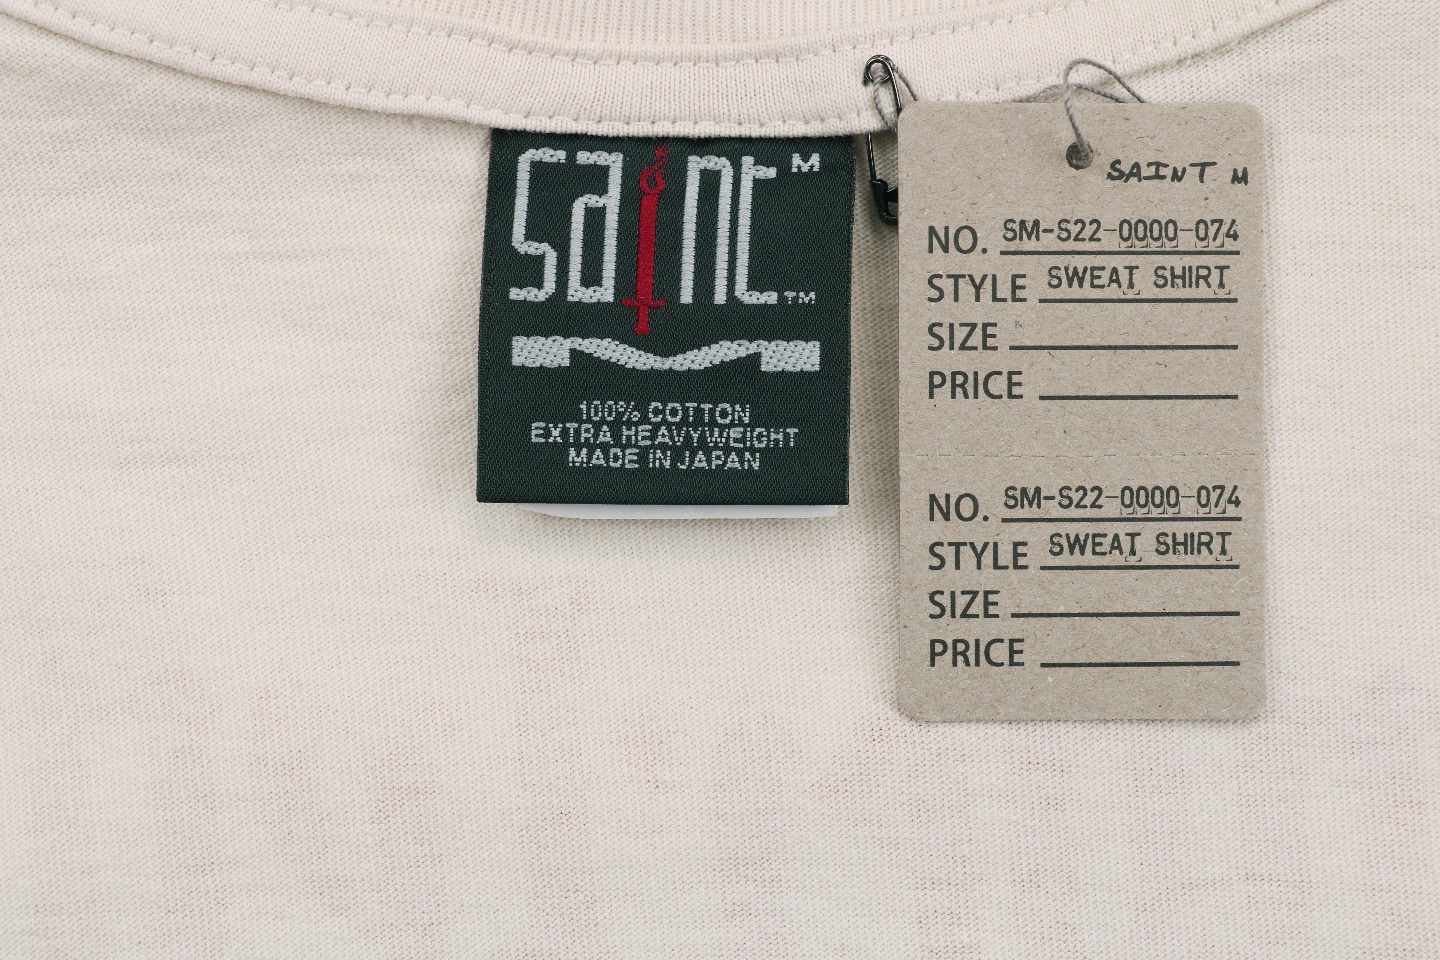 saint M
TM
100% COTTON
EXTRA HEAVYWEIGHT
MADE IN JAPAN
SAINT M
NO. SM-S22-0000-074
STYLE SWEAT SHIRT
SIZE
PRICE
NO. SM-S22-0000-074
STYLE SWEAT SHIRT
SIZE
PRICE